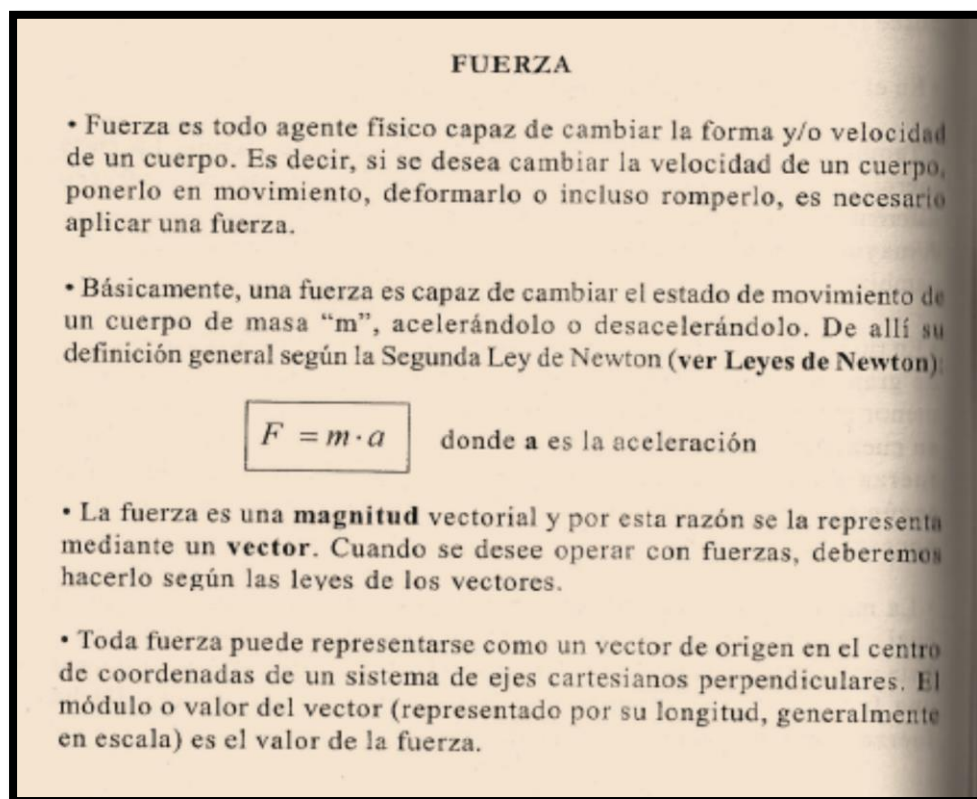 FUERZA
• Fuerza es todo agente físico capaz de cambiar la forma y/o velocidad
de un cuerpo. Es decir, si se desea cambiar la velocidad de un cuerpo,
ponerlo en movimiento, deformarlo o incluso romperlo, es necesario
aplicar una fuerza.
• Básicamente, una fuerza es capaz de cambiar el estado de movimiento de
un cuerpo de masa “m”, acelerándolo o desacelerándolo. De allí su
definición general según la Segunda Ley de Newton (ver Leyes de Newton):
F = m · a donde a es la aceleración
• La fuerza es una magnitud vectorial y por esta razón se la representa
mediante un vector. Cuando se desee operar con fuerzas, deberemos
hacerlo según las leyes de los vectores.
• Toda fuerza puede representarse como un vector de origen en el centro
de coordenadas de un sistema de ejes cartesianos perpendiculares. El
módulo o valor del vector (representado por su longitud, generalmente
en escala) es el valor de la fuerza.